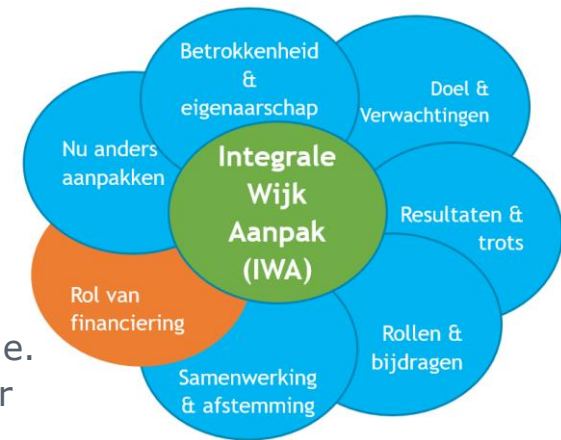 Betrokkenheid
&
eigenaarschap
Doel &
Verwachtingen
Nu anders
aanpakken
Integrale
Wijk
Aanpak
(IWA)
Resultaten &
trots
Rol van
financiering
Rollen &
bijdragen
Samenwerking
& afstemming
e.
r